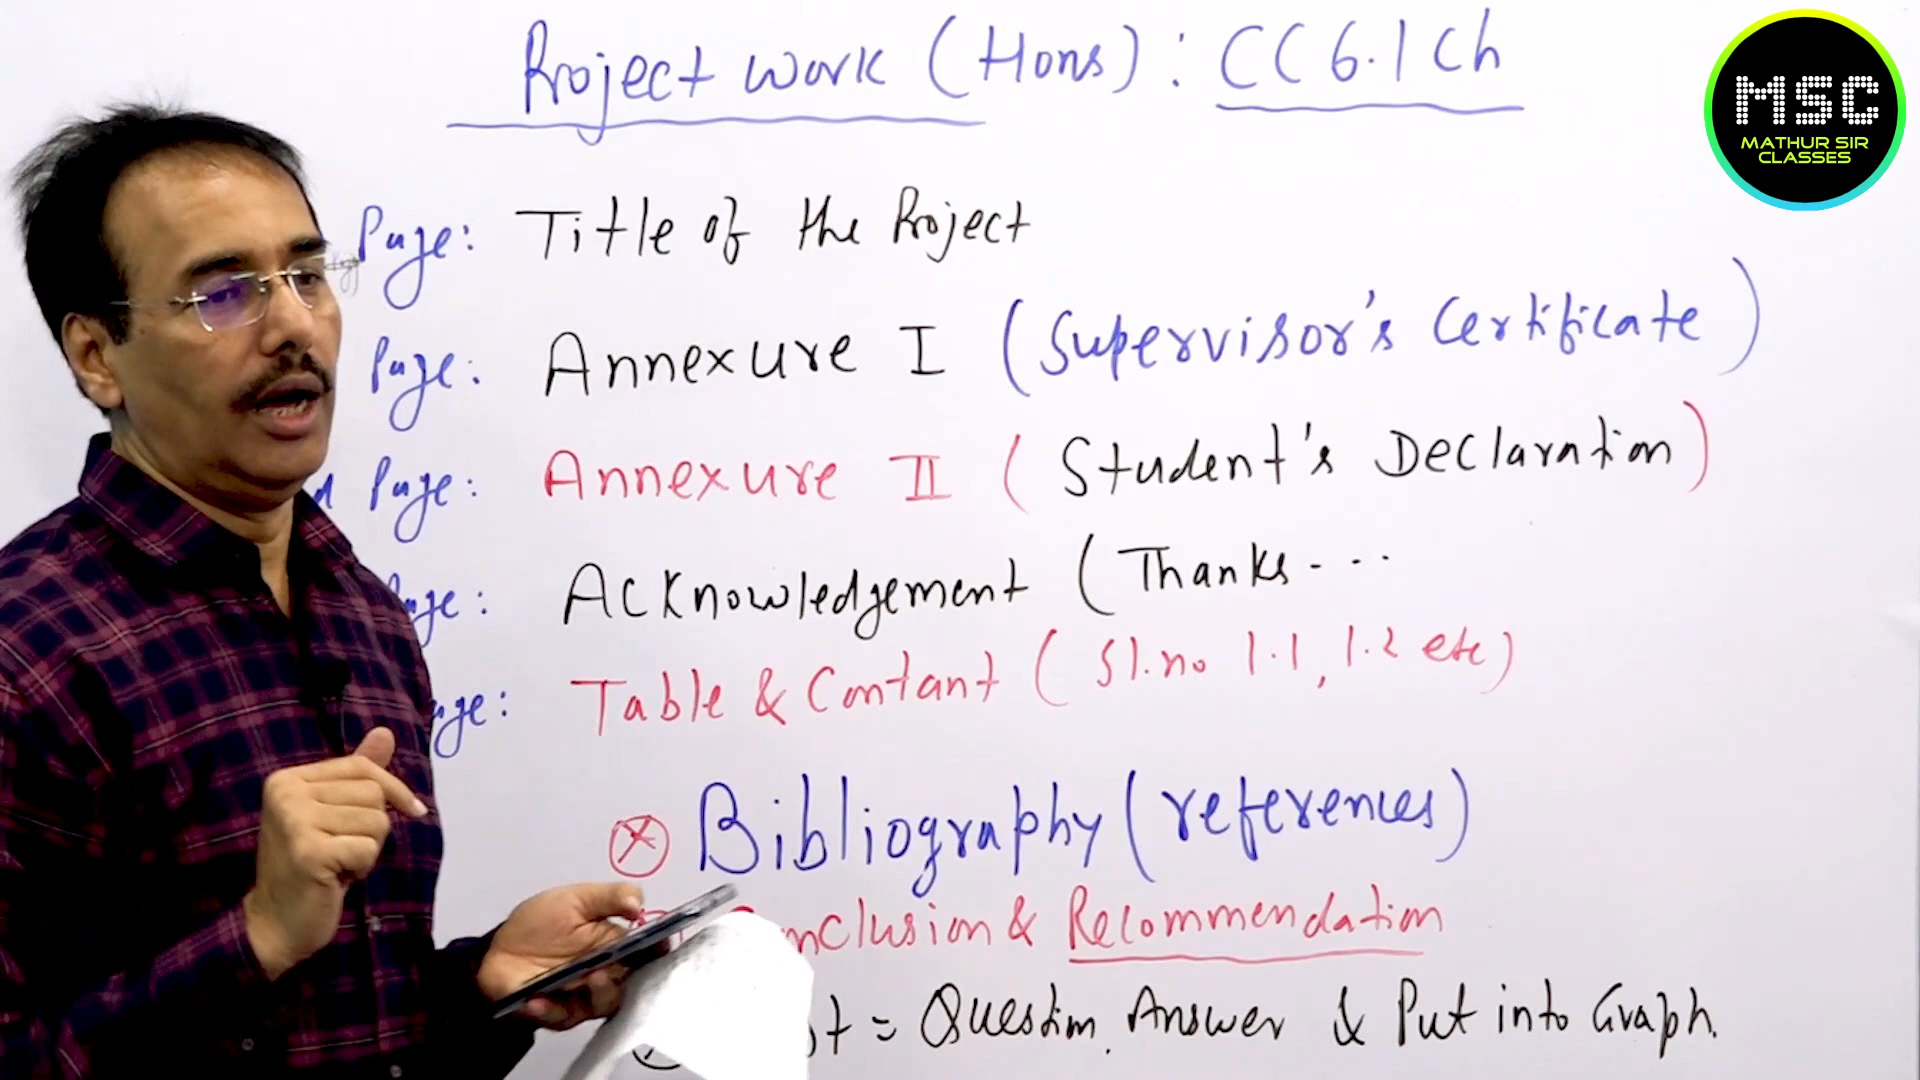 Project Work (Hons) : CC 6.1 Ch
MSC
MATHUR SIR
CLASSES
Page: Title of the Project
Page: Annexure I (Supervisor's Certificate)
Page: Annexure II (Student's Declaration)
Acknowledgement (Thanks - - -
Table & Contant (Sl.no 1.1, 1.2 etc)
Bibliography (references)
& Recommendation
= Question, Answer & Put into Graph.